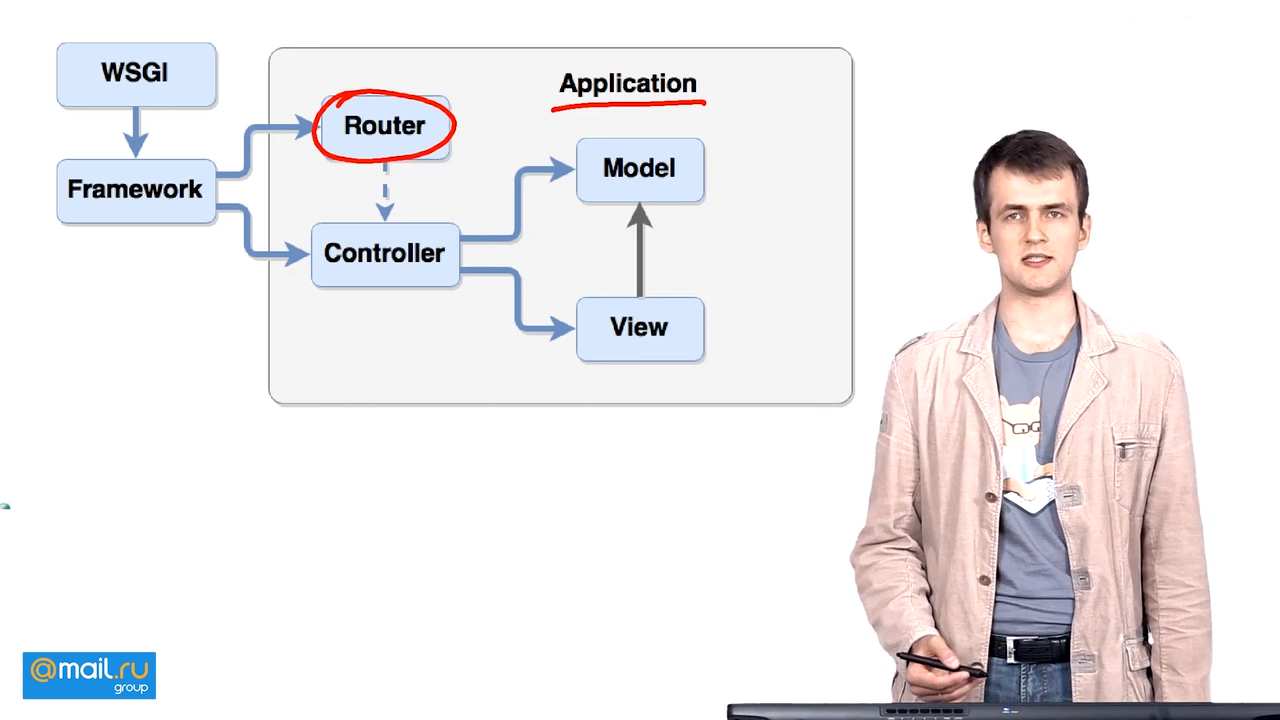 WSGI
Application
Router
Model
Framework
Controller
View
@mail.ru
group